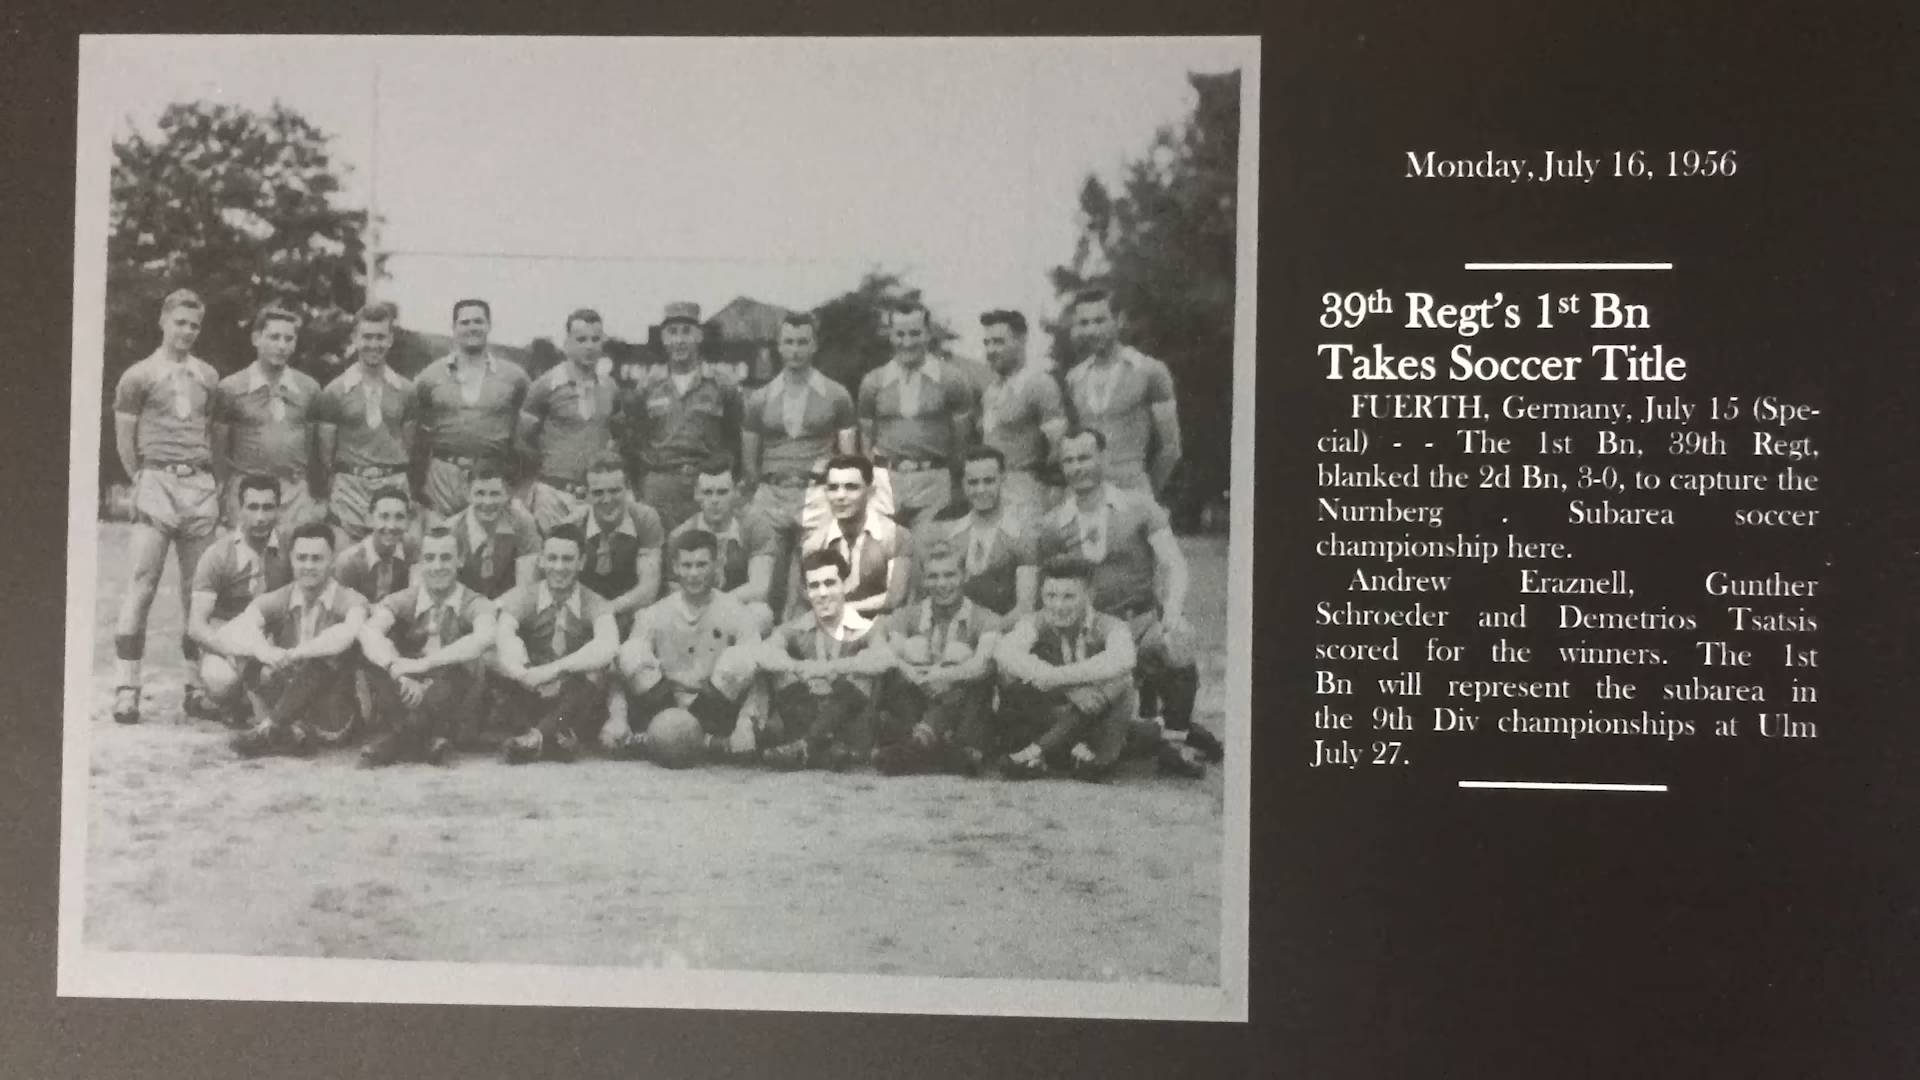 Monday, July 16, 1956
39th Regt's 1st Bn
Takes Soccer Title
FUERTH, Germany, July 15 (Spe-
cial) - - The 1st Bn, 39th Regt,
blanked the 2d Bn, 3-0, to capture the
Nurnberg . Subarea soccer
championship here.
Andrew Eraznell, Gunther
Schroeder and Demetrios Tsatsis
scored for the winners. The 1st
Bn will represent the subarea in
the 9th Div championships at Ulm
July 27.